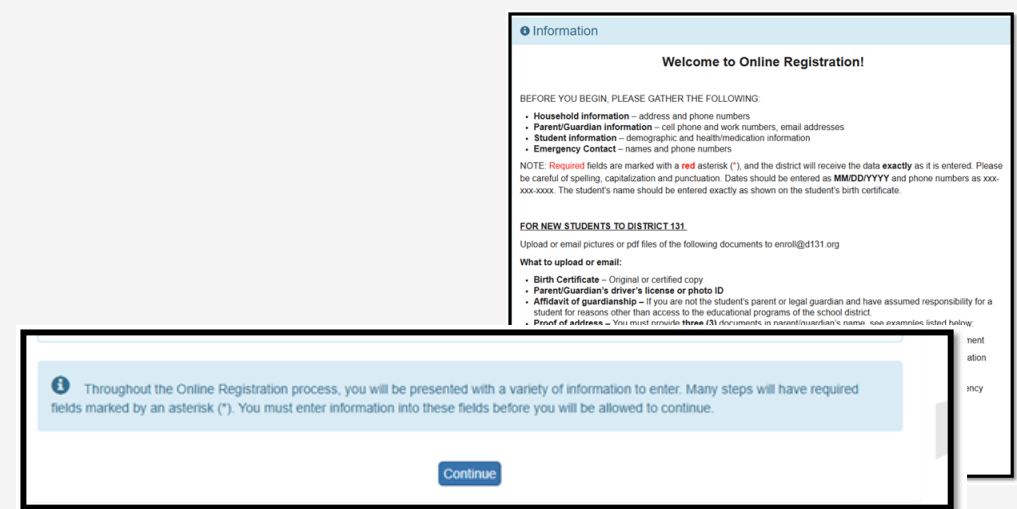 Information
Welcome to Online Registration!
BEFORE YOU BEGIN, PLEASE GATHER THE FOLLOWING:
• Household information – address and phone numbers
• Parent/Guardian information – cell phone and work numbers, email addresses
• Student information – demographic and health/medication information
• Emergency Contact – names and phone numbers
NOTE: Required fields are marked with a red asterisk (*), and the district will receive the data exactly as it is entered. Please
be careful of spelling, capitalization and punctuation. Dates should be entered as MM/DD/YYYY and phone numbers as xxx-
xxx-xxxx. The student's name should be entered exactly as shown on the student's birth certificate.
FOR NEW STUDENTS TO DISTRICT 131
Upload or email pictures or pdf files of the following documents to enroll@d131.org
What to upload or email:
• Birth Certificate – Original or certified copy
• Parent/Guardian's driver's license or photo ID
• Affidavit of guardianship – If you are not the student's parent or legal guardian and have assumed responsibility for a
student for reasons other than access to the educational programs of the school district.
• Proof of address – You must provide three (3) documents in parent/guardian's name, see examples listed below:
Throughout the Online Registration process, you will be presented with a variety of information to enter. Many steps will have required
fields marked by an asterisk (*). You must enter information into these fields before you will be allowed to continue.
Continue